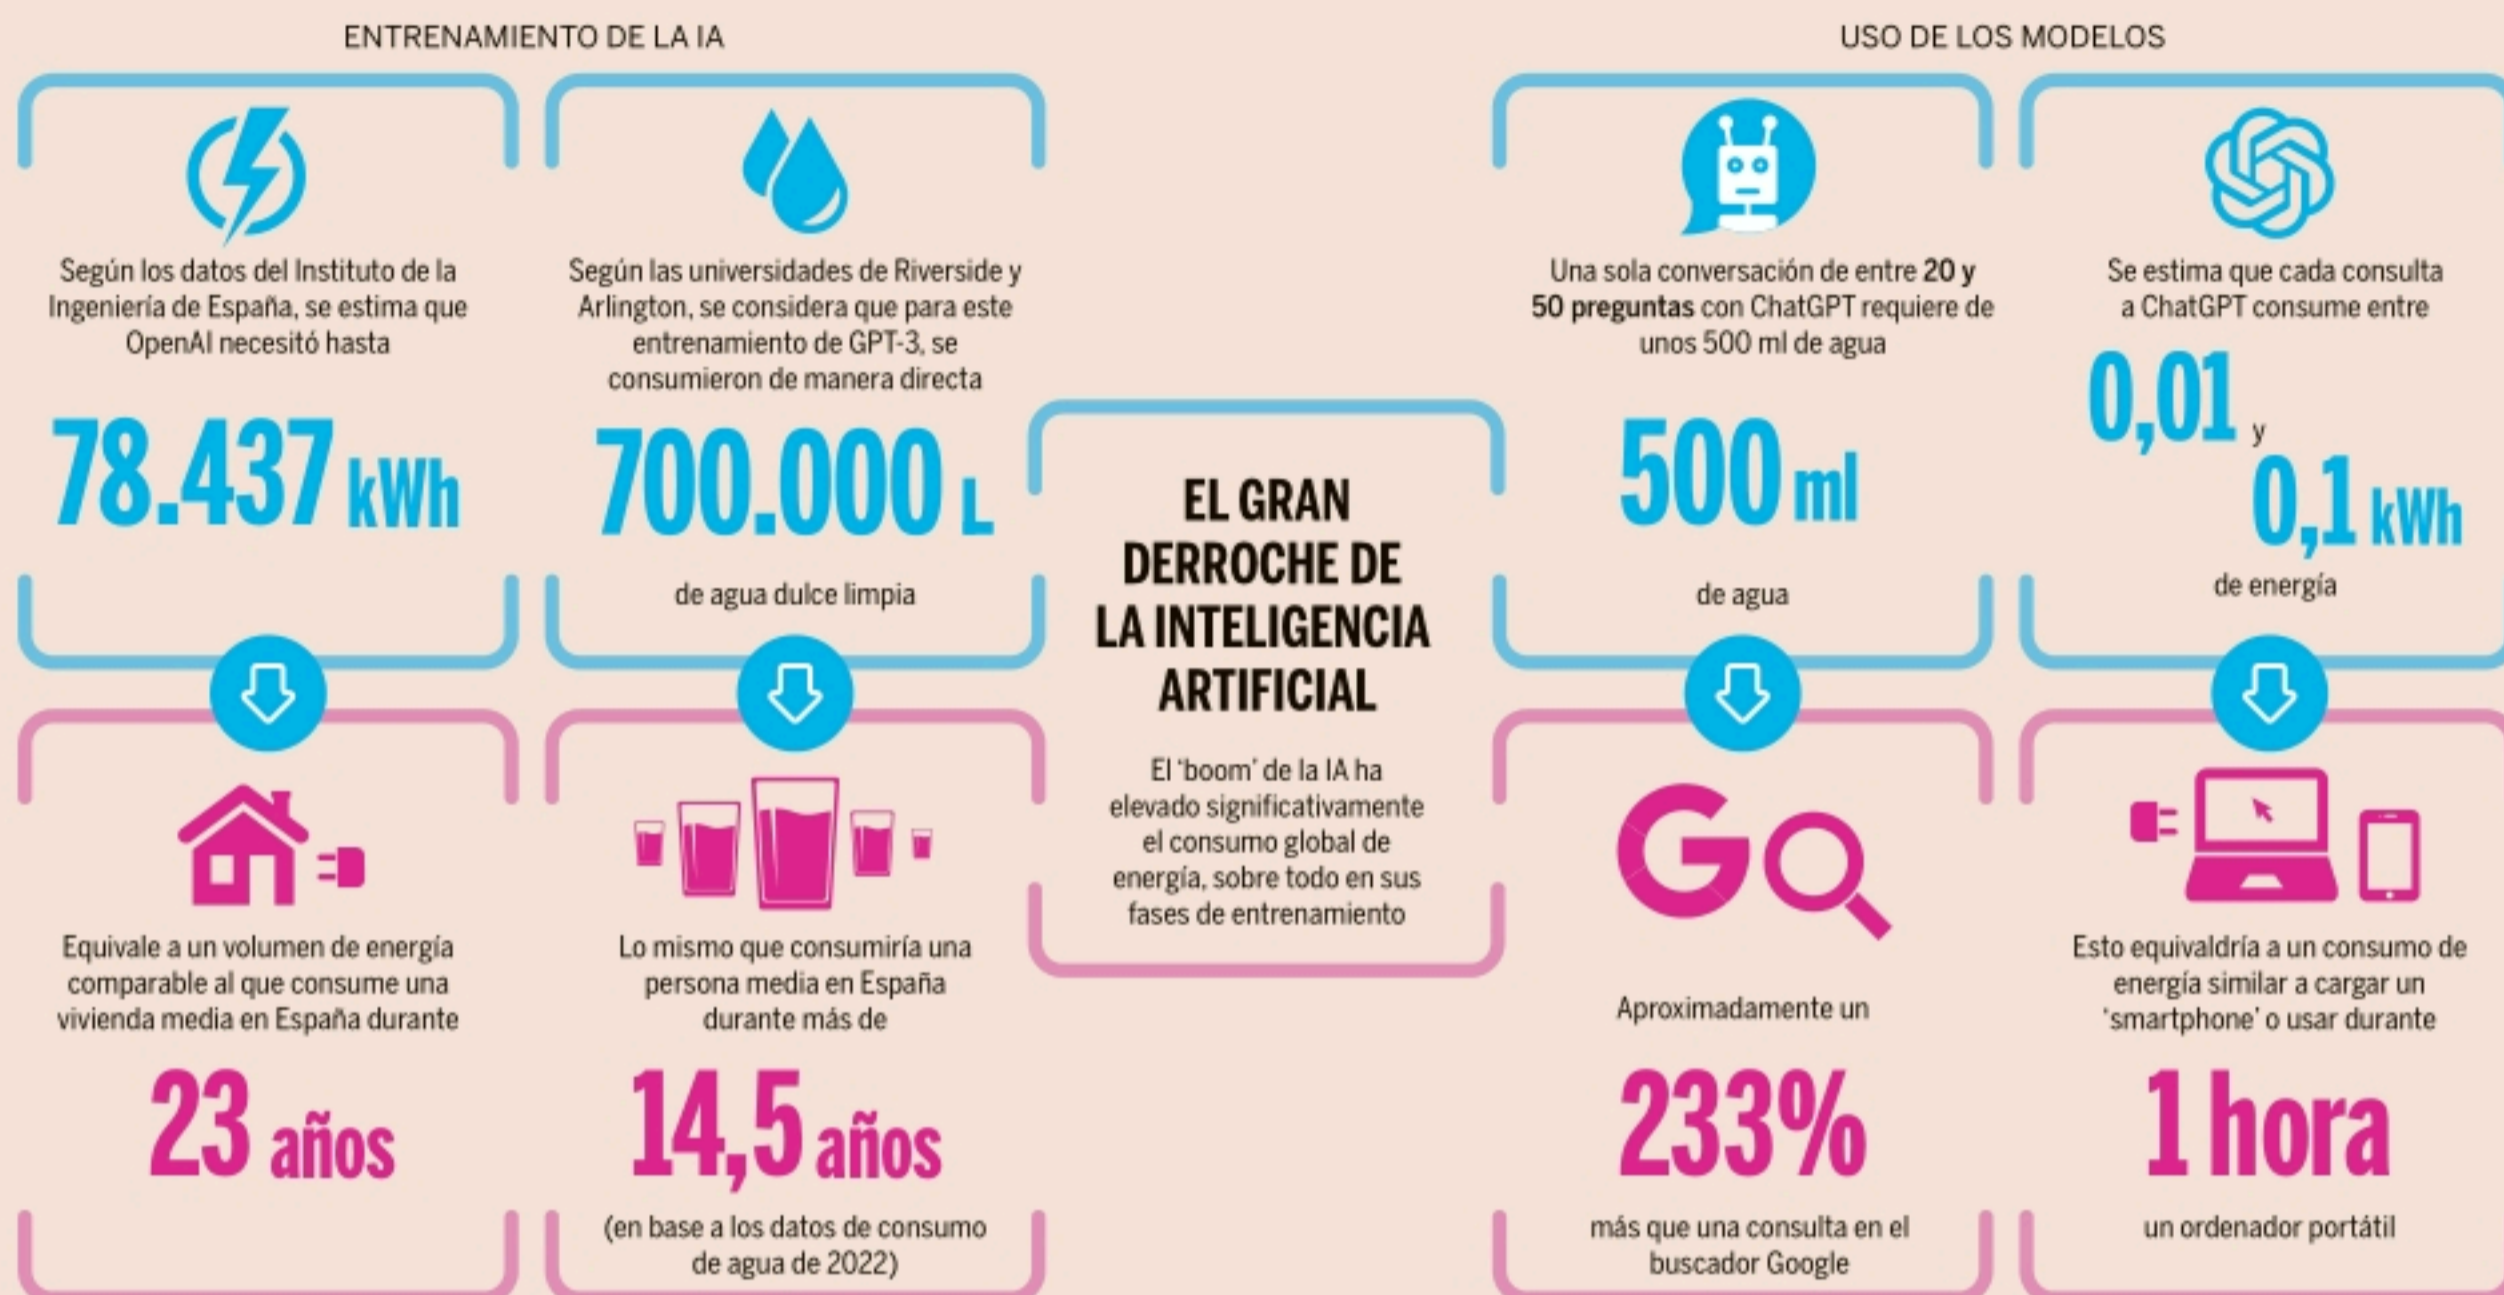 ENTRENAMIENTO DE LA IA
Según los datos del Instituto de la
Ingeniería de España, se estima que
OpenAI necesitó hasta
78.437 kWh
Equivale a un volumen de energía
comparable al que consume una
vivienda media en España durante
23 años
Según las universidades de Riverside y
Arlington, se considera que para este
entrenamiento de GPT-3, se
consumieron de manera directa
700.000 L
de agua dulce limpia
Lo mismo que consumiría una
persona media en España
durante más de
14,5 años
(en base a los datos de consumo
de agua de 2022)
EL GRAN
DERROCHE DE
LA INTELIGENCIA
ARTIFICIAL
El ‘boom’ de la IA ha
elevado significativamente
el consumo global de
energía, sobre todo en sus
fases de entrenamiento
USO DE LOS MODELOS
Una sola conversación de entre 20 y
50 preguntas con ChatGPT requiere de
unos 500 ml de agua
500 ml
de agua
G
Aproximadamente un
233%
más que una consulta en el
buscador Google
Se estima que cada consulta
a ChatGPT consume entre
0,01 y
0,1 kWh
de energía
Esto equivaldría a un consumo de
energía similar a cargar un
‘smartphone’ o usar durante
1 hora
un ordenador portátil